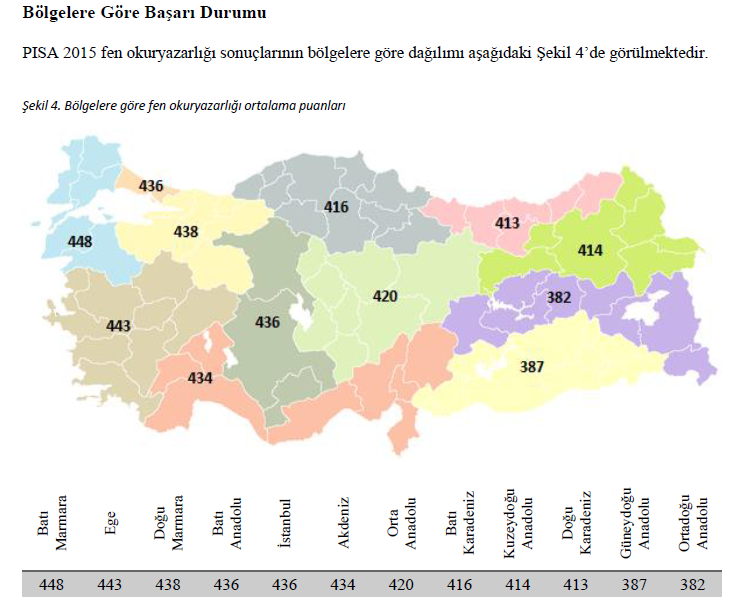 Bölgelere Göre Başarı Durumu
PISA 2015 fen okuryazarlığı sonuçlarının bölgelere göre dağılımı aşağıdaki Şekil 4'de görülmektedir.
Şekil 4. Bölgelere göre fen okuryazarlığı ortalama puanları
436
416
413
448
438
414
420
382
443
436
387
434
Batı
Marmara
Ege
Doğu
Marmara
Batı
Anadolu
İstanbul
Akdeniz
Orta
Anadolu
Batı
Karadeniz
Kuzeydoğu
Anadolu
Doğu
Karadeniz
Güneydoğu
Anadolu
Ortadoğu
Anadolu
448 443 438 436 436 434 420 416 414 413 387 382